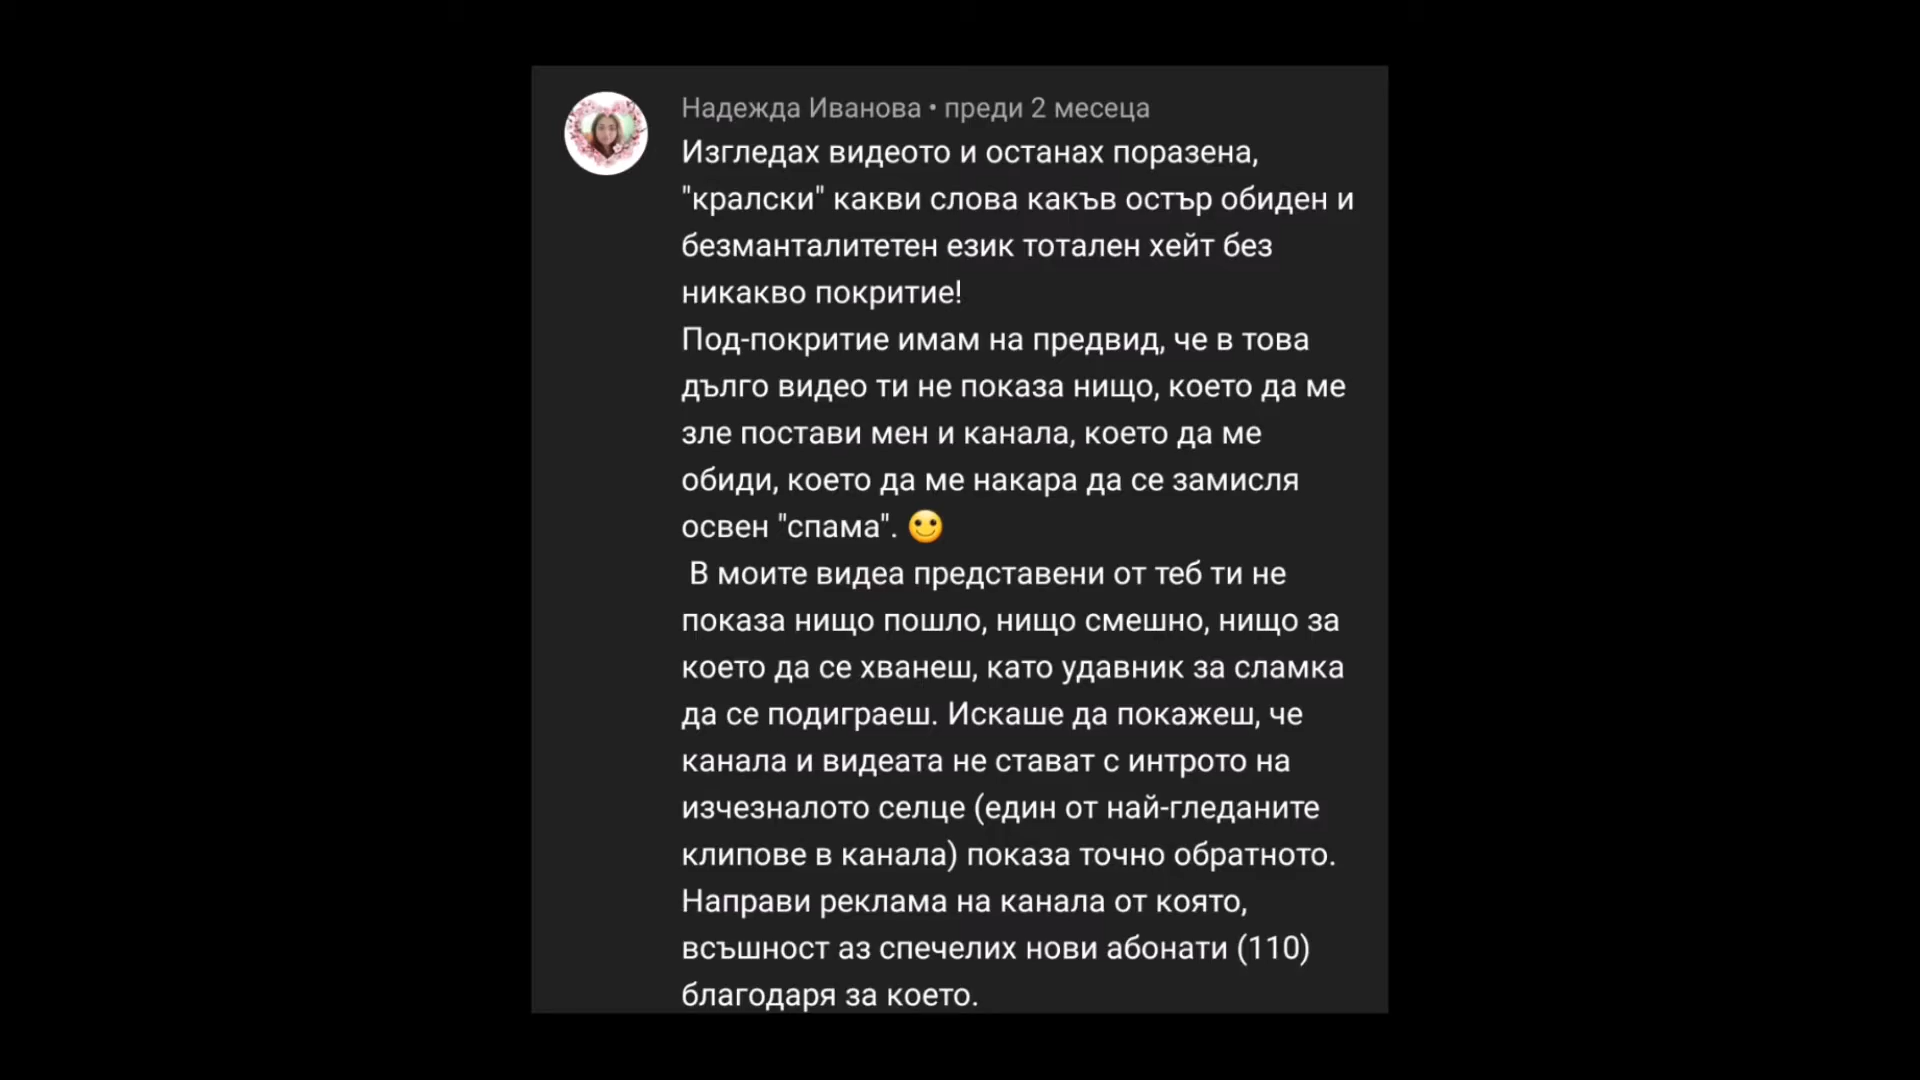 Надежда Иванова • преди 2 месеца
Изгледах видеото и останах поразена,
"кралски" какви слова какъв остър обиден и
безманталитетен език тотален хейт без
никакво покритие!
Под-покритие имам на предвид, че в това
дълго видео ти не показа нищо, което да ме
зле постави мен и канала, което да ме
обиди, което да ме накара да се замисля
освен "спама". 🙂
В моите видеа представени от теб ти не
показа нищо пошло, нищо смешно, нищо за
което да се хванеш, като удавник за сламка
да се подиграеш. Искаше да покажеш, че
канала и видеата не стават с интрото на
изчезналото селце (един от най-гледаните
клипове в канала) показа точно обратното.
Направи реклама на канала от която,
всъшност аз спечелих нови абонати (110)
благодаря за което.